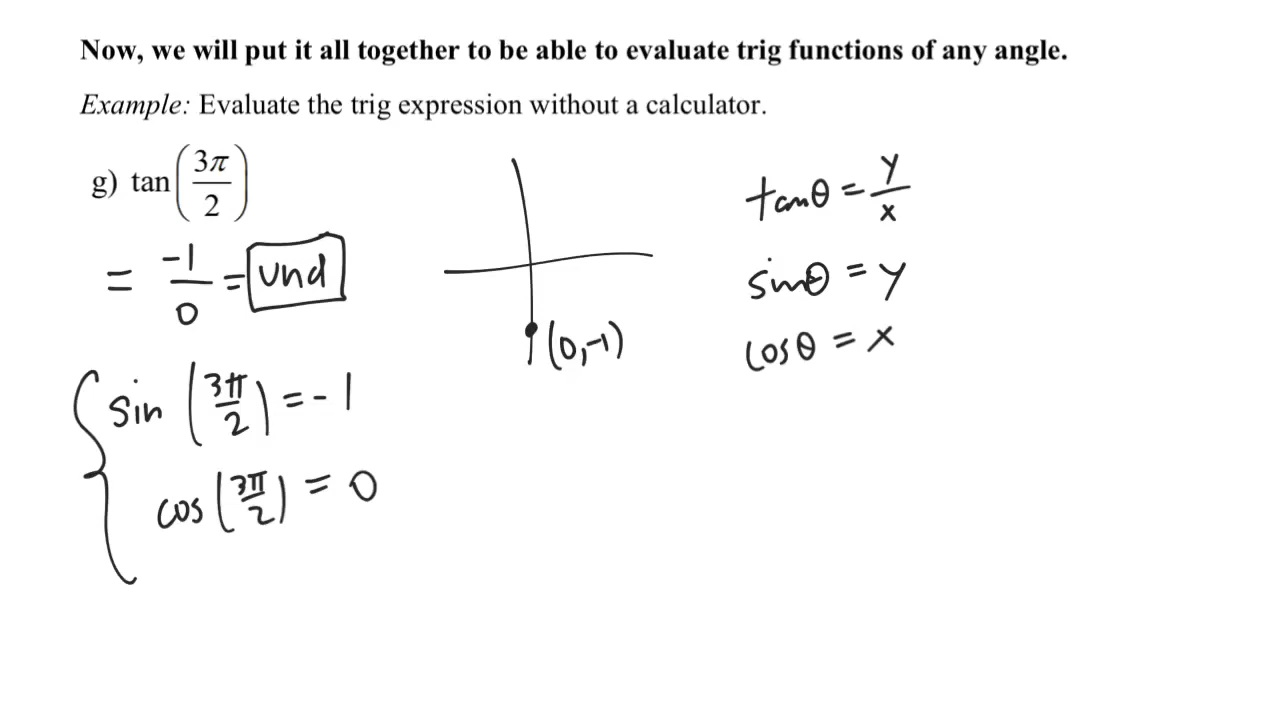 Now, we will put it all together to be able to evaluate trig functions of any angle.
Example: Evaluate the trig expression without a calculator.
g) tan(3π/2)
= -1/0 = und
sin(3π/2) = -1
cos(3π/2) = 0
(0,-1)
tanθ = y/x
sinθ = y
cosθ = x